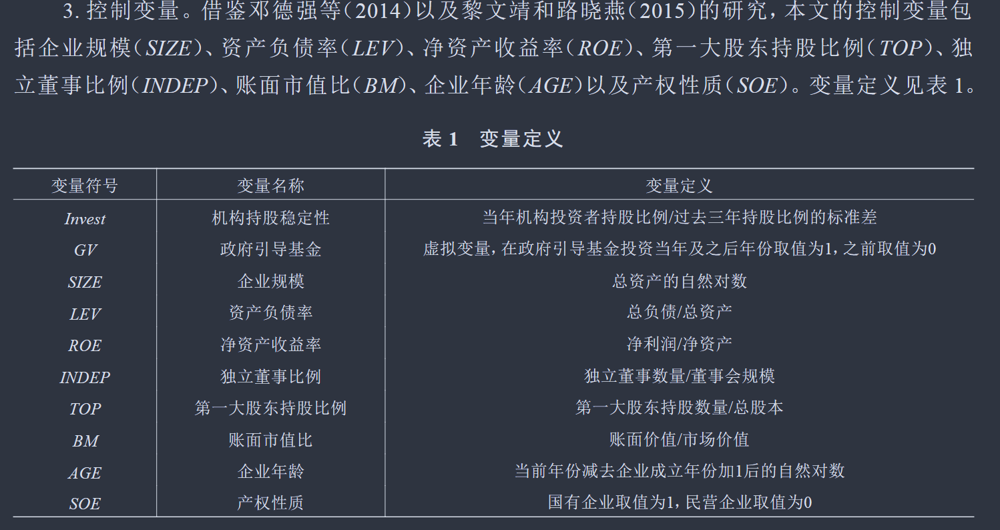 3. 控制变量。借鉴邓德强等(2014)以及黎文靖和路晓燕(2015)的研究,本文的控制变量包
括企业规模(SIZE)、资产负债率(LEV)、净资产收益率(ROE)、第一大股东持股比例(TOP)、独
立董事比例(INDEP)、账面市值比(BM)、企业年龄(AGE)以及产权性质(SOE)。变量定义见表 1。
表 1 变量定义
变量符号 变量名称 变量定义
Invest 机构持股稳定性 当年机构投资者持股比例/过去三年持股比例的标准差
GV 政府引导基金 虚拟变量,在政府引导基金投资当年及之后年份取值为1,之前取值为0
SIZE 企业规模 总资产的自然对数
LEV 资产负债率 总负债/总资产
ROE 净资产收益率 净利润/净资产
INDEP 独立董事比例 独立董事数量/董事会规模
TOP 第一大股东持股比例 第一大股东持股数量/总股本
BM 账面市值比 账面价值/市场价值
AGE 企业年龄 当前年份减去企业成立年份加1后的自然对数
SOE 产权性质 国有企业取值为1,民营企业取值为0